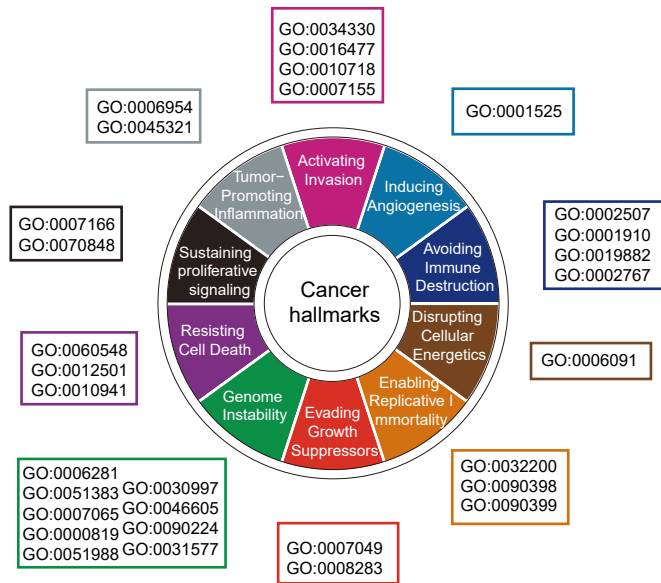 GO:0034330
GO:0016477
GO:0010718
GO:0007155
GO:0006954
GO:0045321
GO:0001525
Activating
Invasion
Tumor-
Promoting
Inflammation
Inducing
Angiogenesis
GO:0007166
GO:0070848
GO:0002507
GO:0001910
GO:0019882
GO:0002767
Sustaining
proliferative
signaling
Avoiding
Immune
Destruction
Cancer
hallmarks
Resisting
Cell Death
Disrupting
Cellular
Energetics
GO:0060548
GO:0012501
GO:0010941
GO:0006091
Genome
Instability
Evading
Growth
Suppressors
Enabling
Replicative I
mmortality
GO:0006281
GO:0051383
GO:0007065
GO:0000819
GO:0051988
GO:0030997
GO:0046605
GO:0090224
GO:0031577
GO:0007049
GO:0008283
GO:0032200
GO:0090398
GO:0090399